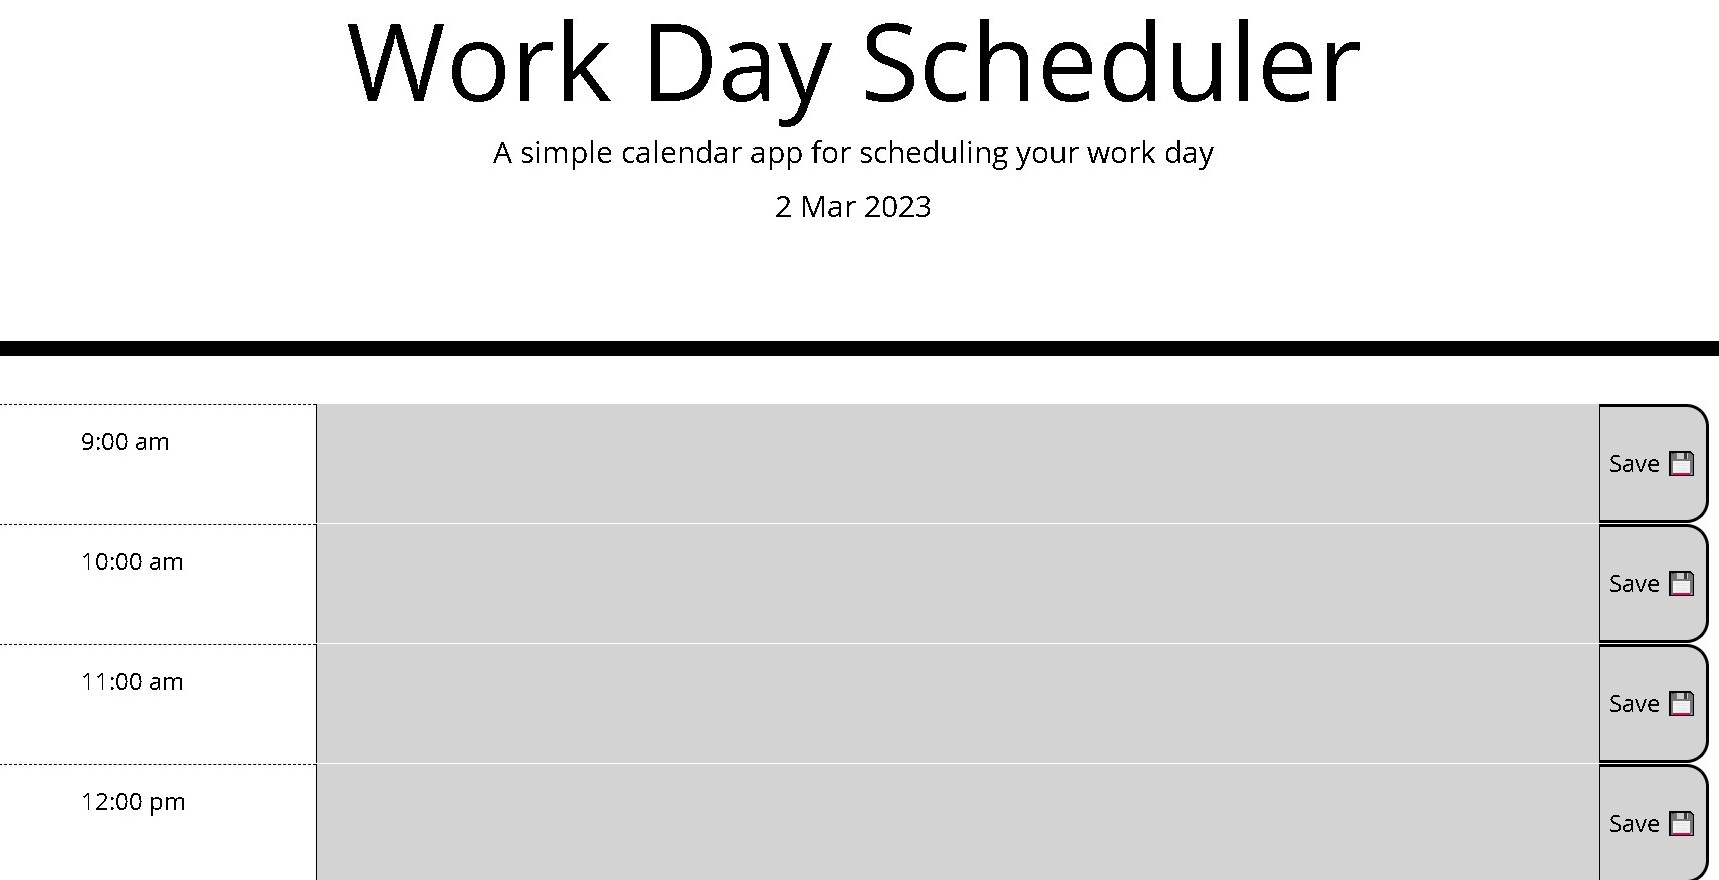 Work Day Scheduler
A simple calendar app for scheduling your work day
2 Mar 2023
9:00 am
Save 💾
10:00 am
Save 💾
11:00 am
Save 💾
12:00 pm
Save 💾